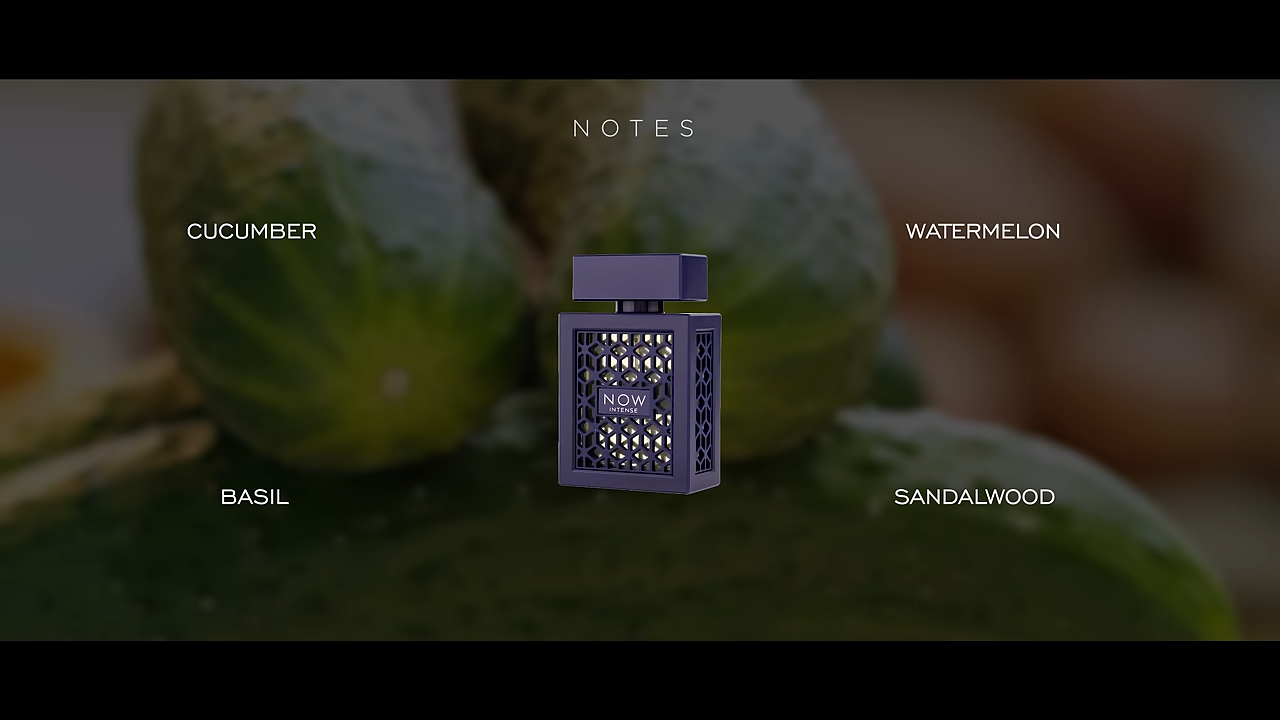 NOTES
CUCUMBER
WATERMELON
NOW
INTENSE
BASIL
SANDALWOOD